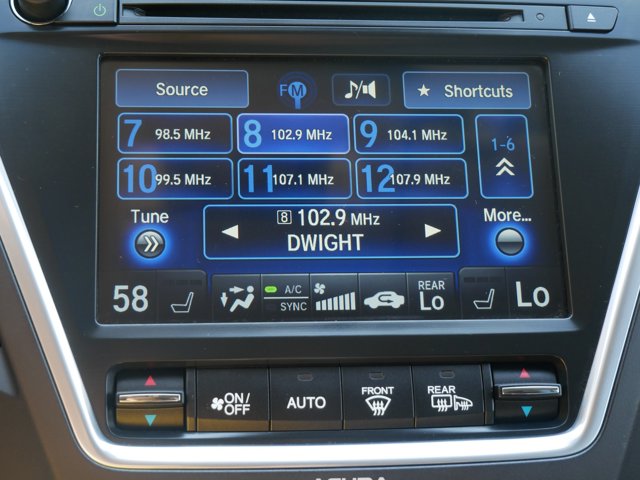 Source
FM
Shortcuts
7 98.5 MHz
8 102.9 MHz
9 104.1 MHz
1-6
10 99.5 MHz
11 107.1 MHz
12 107.9 MHz
Tune
8 102.9 MHz
DWIGHT
More...
58
A/C
SYNC
REAR
Lo
Lo
ON/
OFF
AUTO
FRONT
REAR
ACURA